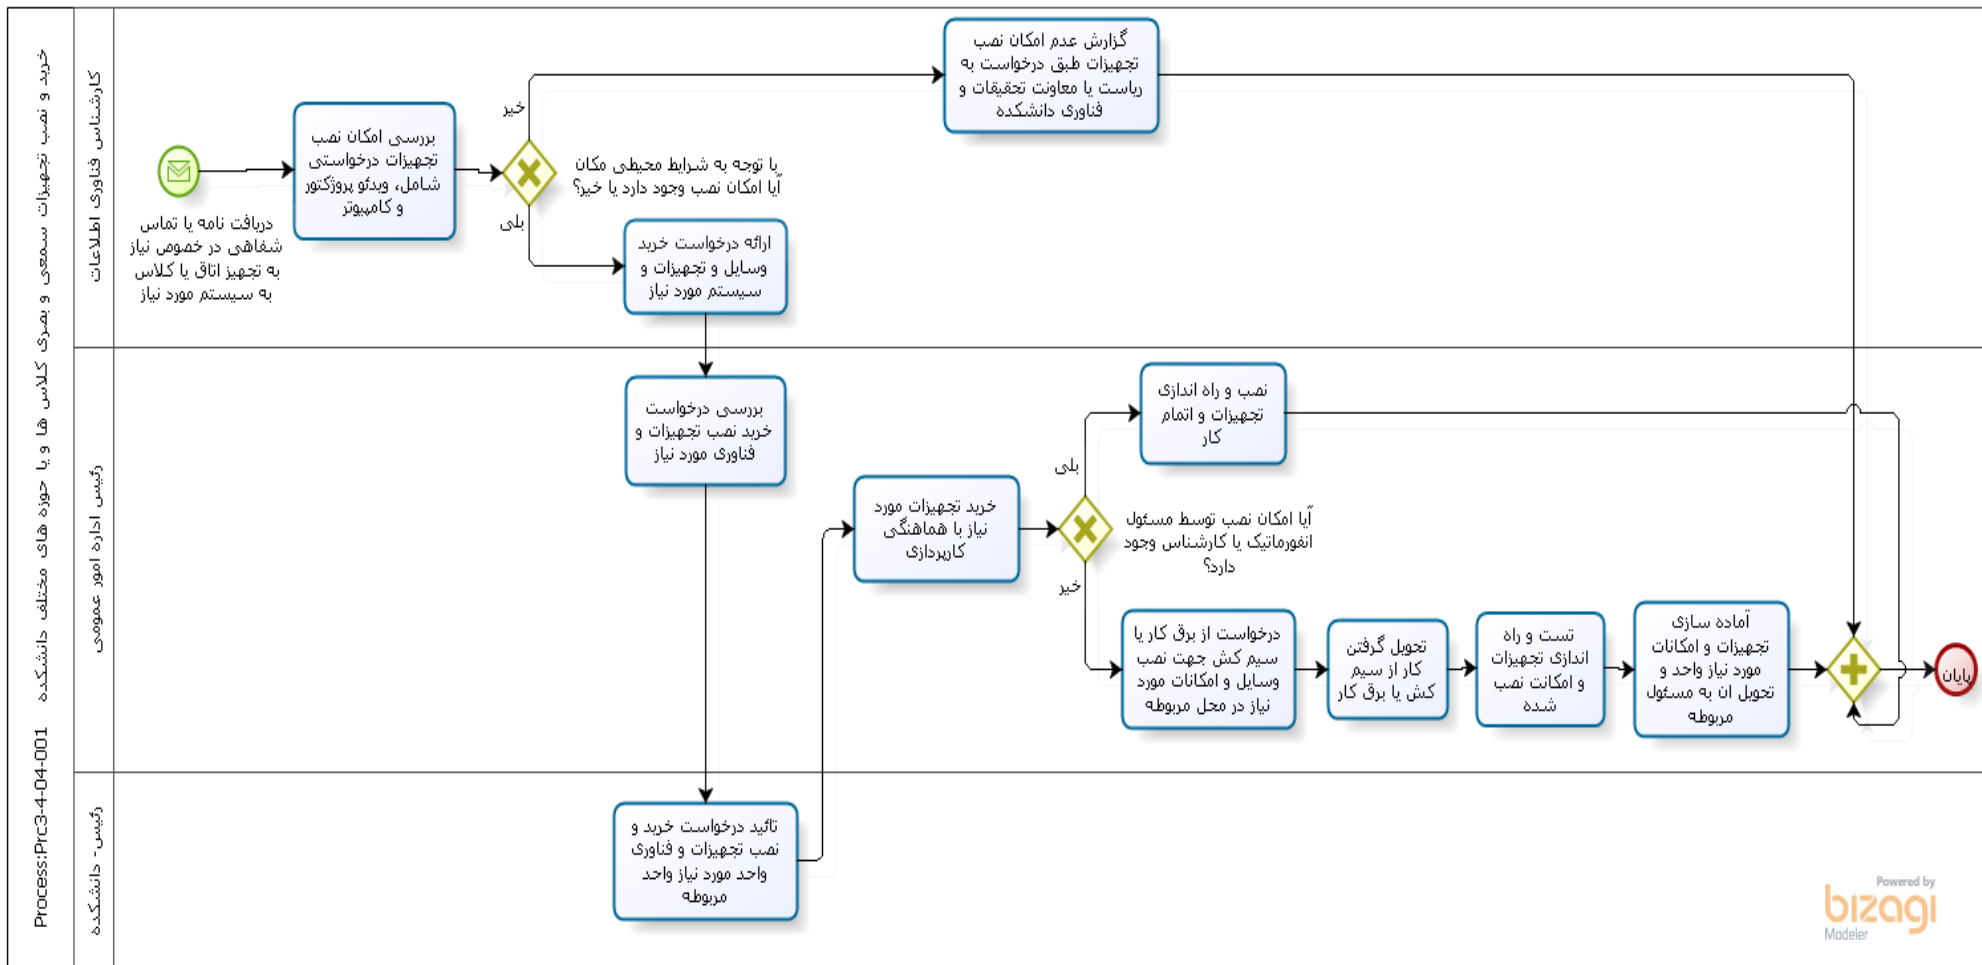 خرید و نصب تجهیزات سمعی و بصری کلاس ها و یا حوزه های مختلف دانشکده Process:Prc3-4-04-001
کارشناس فناوری اطلاعات
دریافت نامه یا تماس
شفاهی در خصوص نیاز
به تجهیز اتاق یا کلاس
به سیستم مورد نیاز
بررسی امکان نصب
تجهیزات درخواستی
شامل، ویدئو پروژکتور
و کامپیوتر
خیر
بلی
با توجه به شرایط محیطی مکان
آیا امکان نصب وجود دارد یا خیر؟
گزارش عدم امکان نصب
تجهیزات طبق درخواست به
ریاست یا معاونت تحقیقات و
فناوری دانشکده
ارائه درخواست خرید
وسایل و تجهیزات و
سیستم مورد نیاز
رئیس اداره امور عمومی
بررسی درخواست
خرید نصب تجهیزات و
فناوری مورد نیاز
خرید تجهیزات مورد
نیاز با هماهنگی
کارپردازی
بلی
خیر
آیا امکان نصب توسط مسئول
انفورماتیک یا کارشناس وجود
دارد؟
نصب و راه اندازی
تجهیزات و اتمام
کار
درخواست از برق کار یا
سیم کش جهت نصب
وسایل و امکانات مورد
نیاز در محل مربوطه
تحویل گرفتن
کار از سیم
کش یا برق کار
تست و راه
اندازی تجهیزات
و امکانت نصب
شده
آماده سازی
تجهیزات و امکانات
مورد نیاز واحد و
تحویل ان به مسئول
مربوطه
پایان
رئیس- دانشکده
تائید درخواست خرید و
نصب تجهیزات و فناوری
واحد مورد نیاز واحد
مربوطه
Powered by
bizagi
Modeler